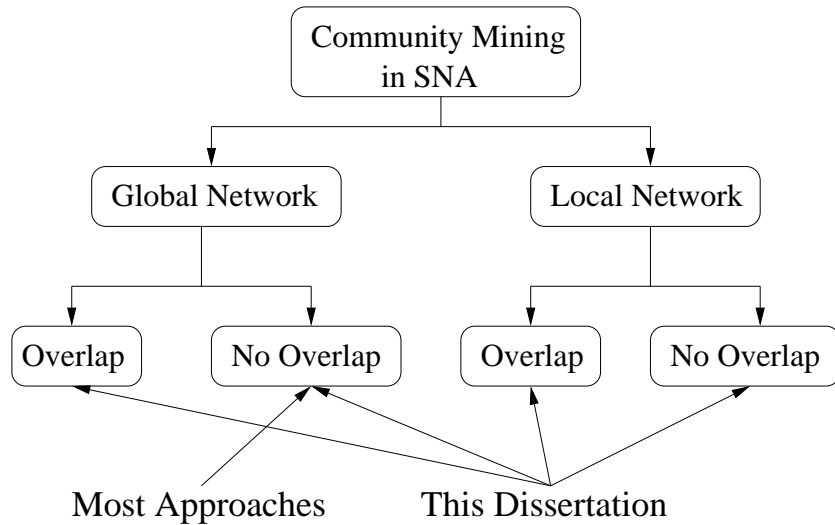 Community Mining
in SNA
Global Network
Local Network
Overlap
No Overlap
Overlap
No Overlap
Most Approaches
This Dissertation